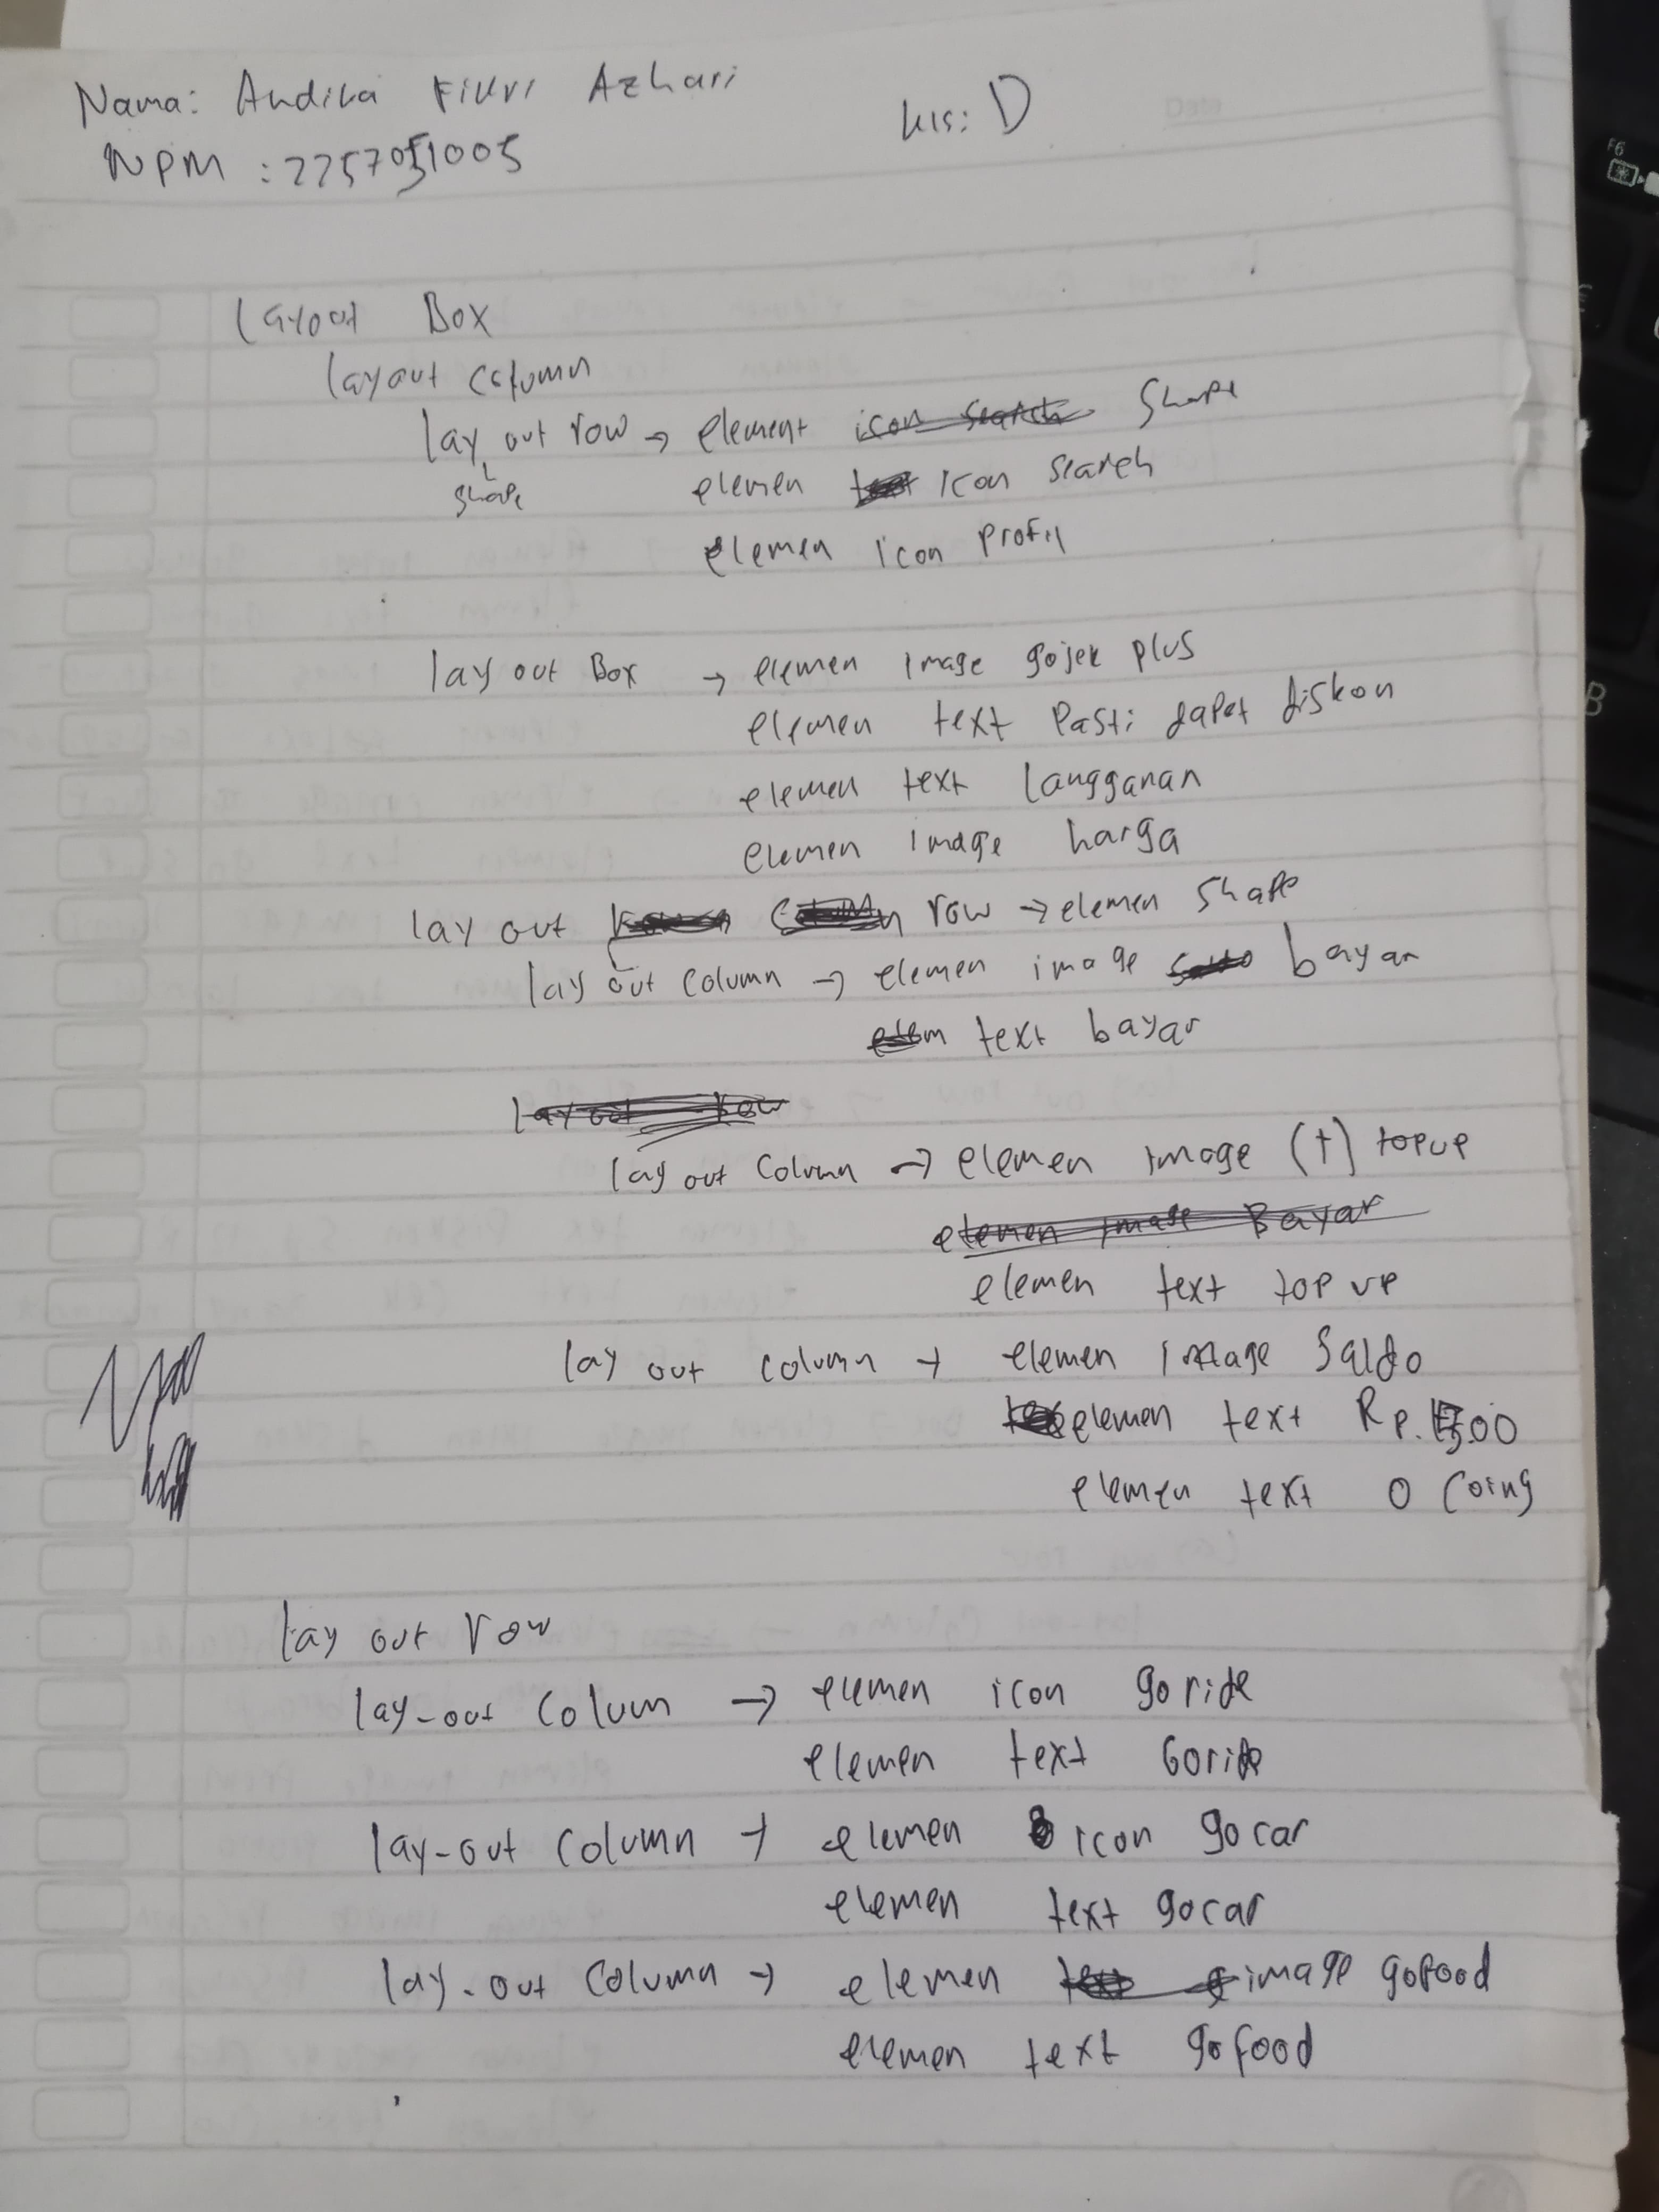 Nama: Andika Fikri Azhari kls: D
NPM : 2257051005
Layout Box
layout column
lay out row → element Shape
Shape elemen icon search
elemen icon profil
lay out Box → elemen image gojek plus
elemen text Pasti dapet diskon
elemen text Langganan
elemen image harga
lay out row → elemen Shape
lay out column → elemen image bayar
text bayar
lay out column → elemen image (↑) topup
elemen text top up
lay out column → elemen image Saldo
elemen text Rp.
elemen text 0 Coins
lay out row
lay-out Colum → elemen icon goride
elemen text Goride
lay-out column → elemen icon gocar
elemen text gocar
lay-out column → elemen image gofood
elemen text gofood
F6
B